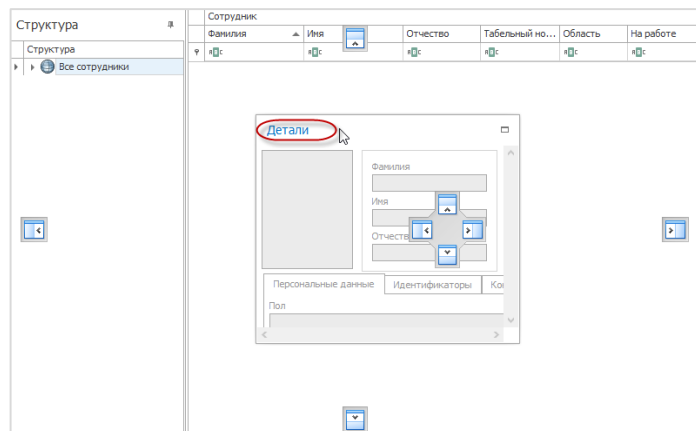 Структура
Структура
Все сотрудники
Сотрудник
Фамилия Имя Отчество Табельный но... Область На работе
Детали
Фамилия
Имя
Отчеств
Персональные данные Идентификаторы Ко
Пол